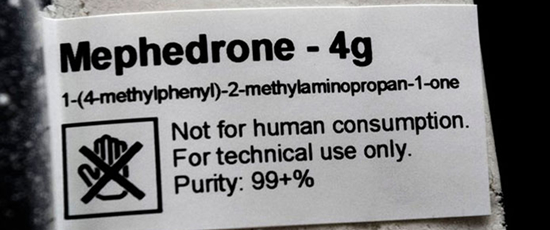 Mephedrone - 4g
1-(4-methylphenyl)-2-methylaminopropan-1-one
Not for human consumption.
For technical use only.
Purity: 99+%